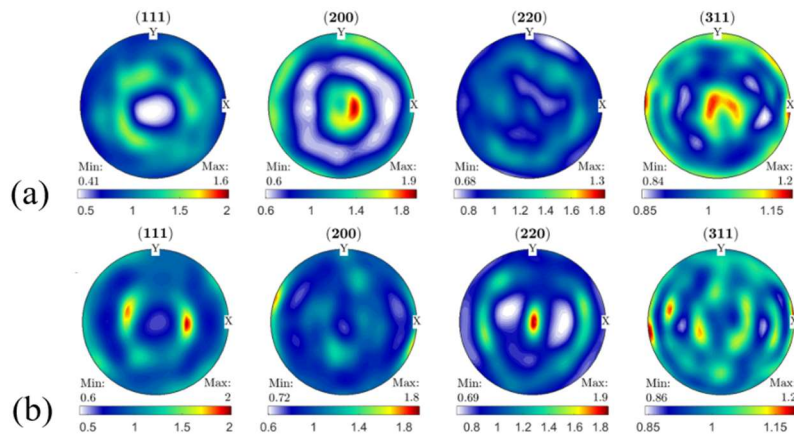 (111) (200) (220) (311)
Y Y Y Y
X X X X
Min: Max: Min: Max: Min: Max: Min: Max:
0.41 1.6 0.6 1.9 0.68 1.3 0.84 1.2
(a)
0.5 1 1.5 2 0.6 1 1.4 1.8 0.8 1 1.2 1.4 1.6 1.8 0.85 1 1.15
(111) (200) (220) (311)
Y Y Y Y
X X X X
Min: Max: Min: Max: Min: Max: Min: Max:
0.6 2 0.72 1.8 0.69 1.9 0.86 1.2
(b)
0.5 1 1.5 2 0.6 1 1.4 1.8 0.8 1 1.2 1.4 1.6 1.8 0.85 1 1.15